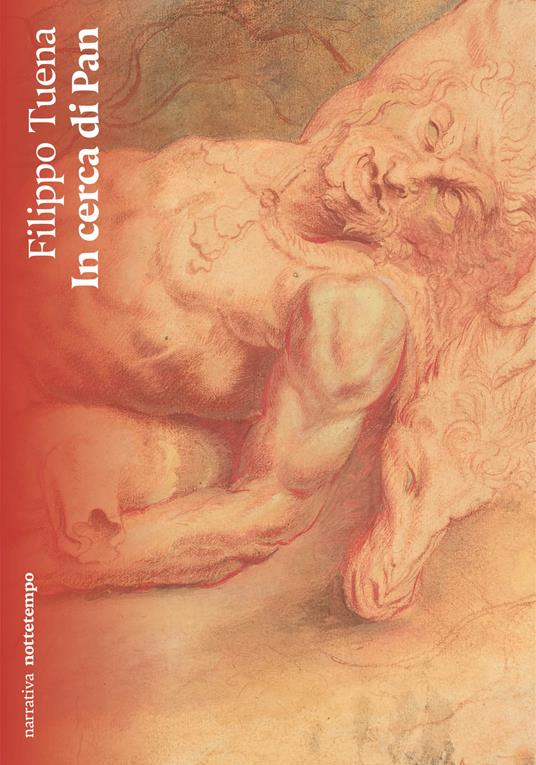 Filippo Tuena
In cerca di Pan
narrativa nottetempo